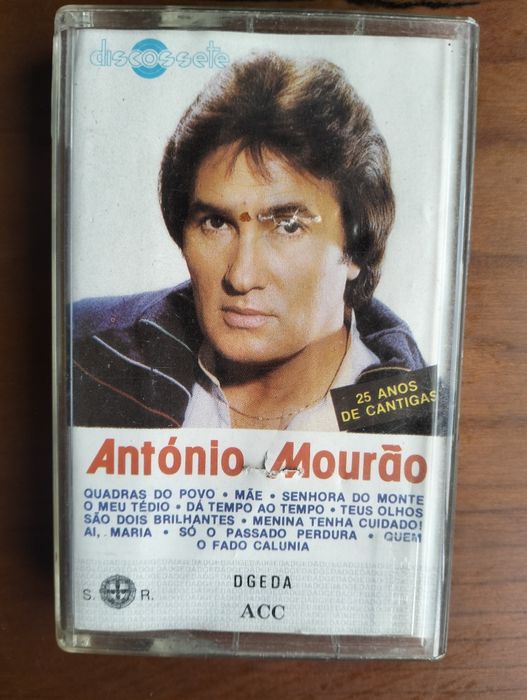 discossete
25 ANOS
DE CANTIGAS
António Mourão
QUADRAS DO POVO • MÃE • SENHORA DO MONTE
O MEU TÉDIO • DÁ TEMPO AO TEMPO • TEUS OLHOS
SÃO DOIS BRILHANTES • MENINA TENHA CUIDADO!
AI, MARIA • SÓ O PASSADO PERDURA • QUEM
O FADO CALUNIA
DGEDA
S. R.
ACC